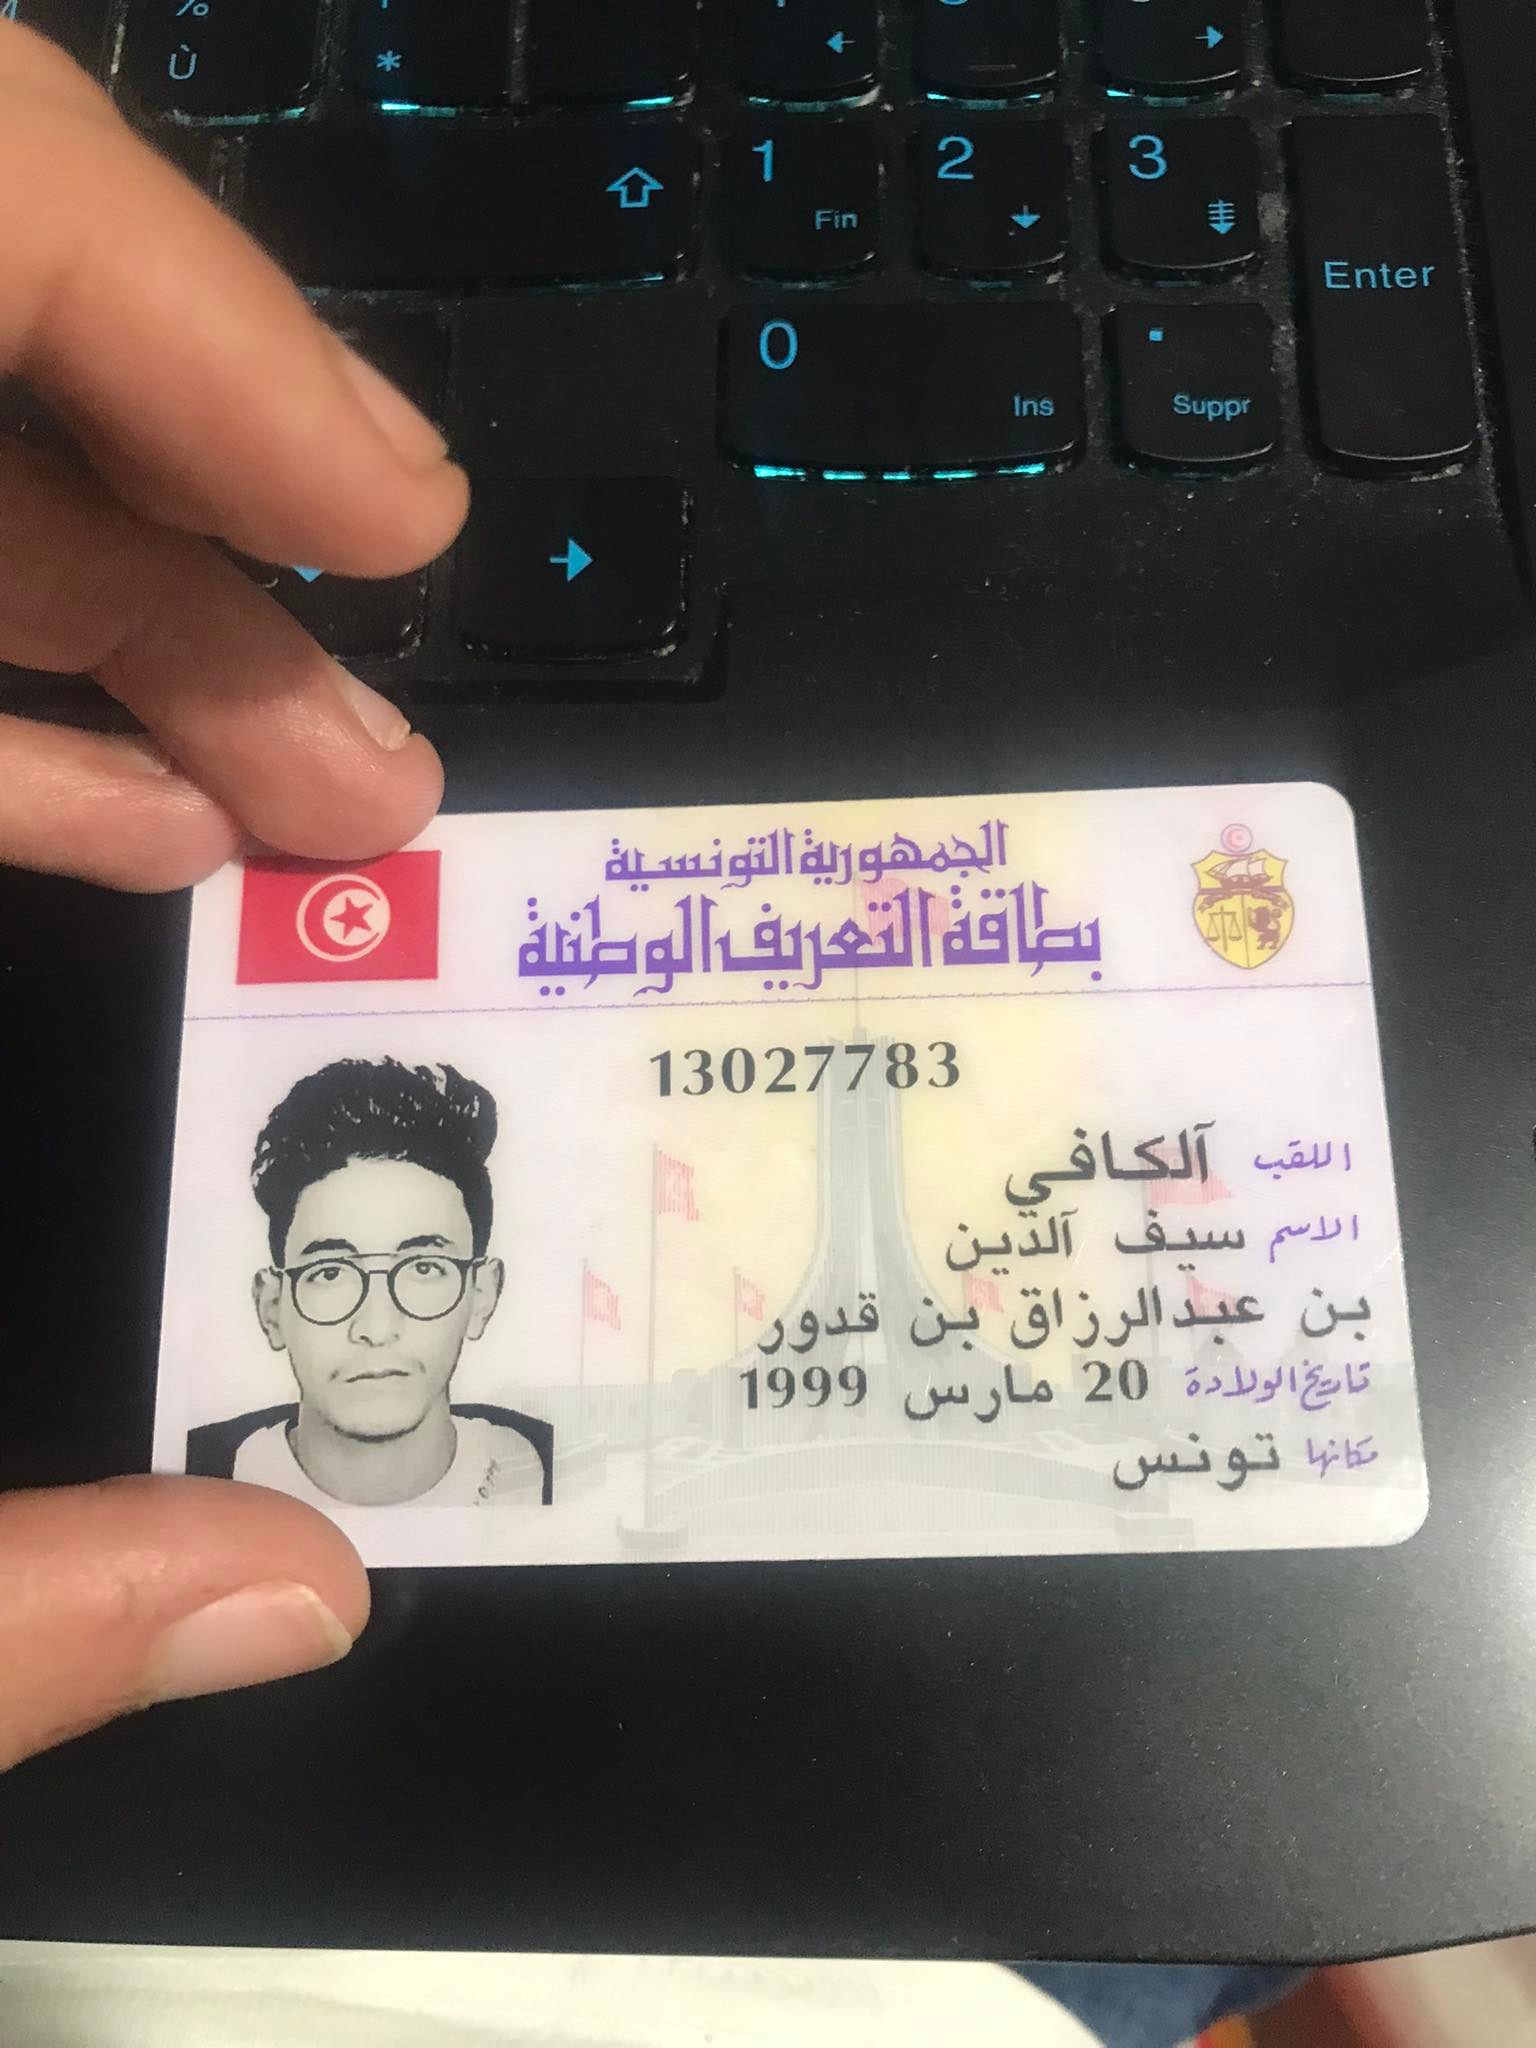 %
Ù
*
1
Fin
2
3
Enter
0
Ins
.
Suppr
الجمهورية التونسية
بطاقة التعريف الوطنية
13027783
اللقب آلكافي
الاسم سيف آلدين
بن عبدالرزاق بن قدور
تاريخ الولادة 20 مارس 1999
مكانها تونس